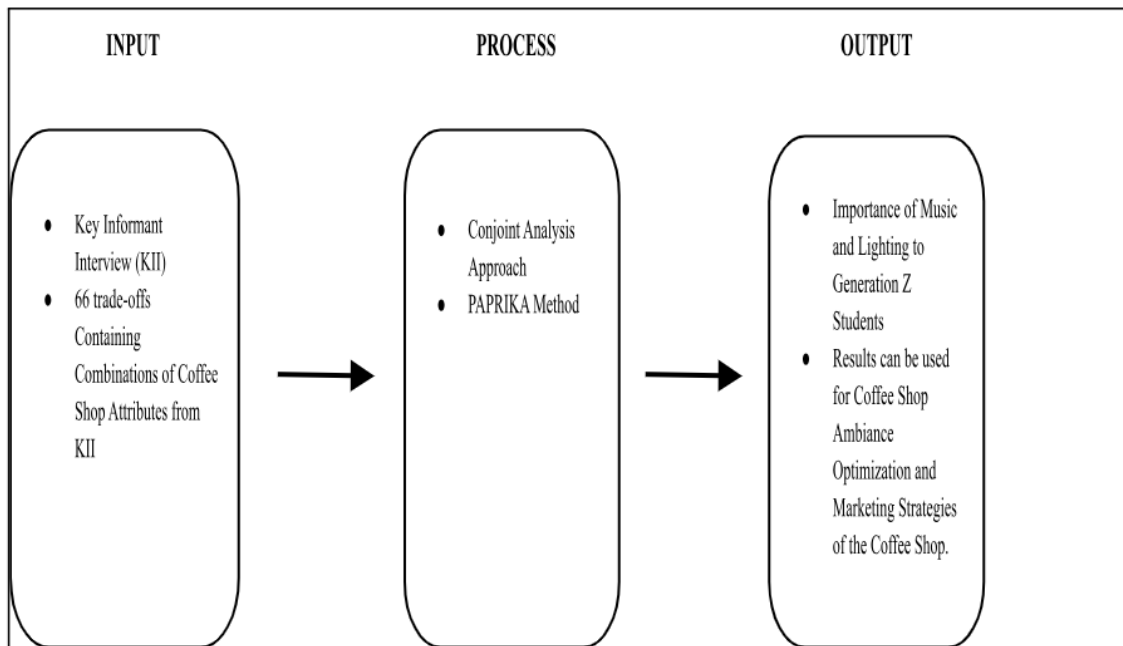 INPUT
PROCESS
OUTPUT
● Key Informant
Interview (KII)
● 66 trade-offs
Containing
Combinations of Coffee
Shop Attributes from
KII
● Conjoint Analysis
Approach
● PAPRIKA Method
● Importance of Music
and Lighting to
Generation Z
Students
● Results can be used
for Coffee Shop
Ambiance
Optimization and
Marketing Strategies
of the Coffee Shop.